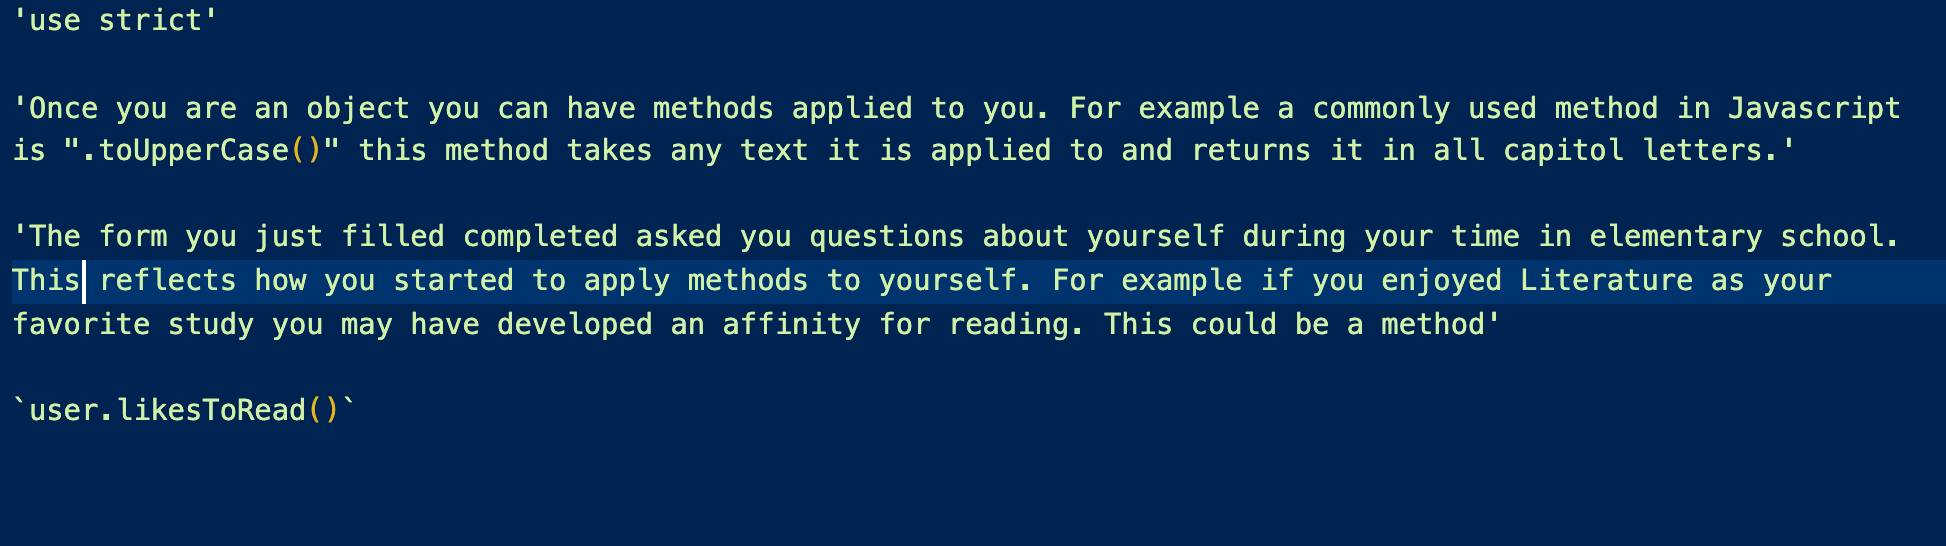 'use strict'
'Once you are an object you can have methods applied to you. For example a commonly used method in Javascript
is ".toUpperCase()" this method takes any text it is applied to and returns it in all capitol letters.'
'The form you just filled completed asked you questions about yourself during your time in elementary school.
This reflects how you started to apply methods to yourself. For example if you enjoyed Literature as your
favorite study you may have developed an affinity for reading. This could be a method'
`user.likesToRead()`